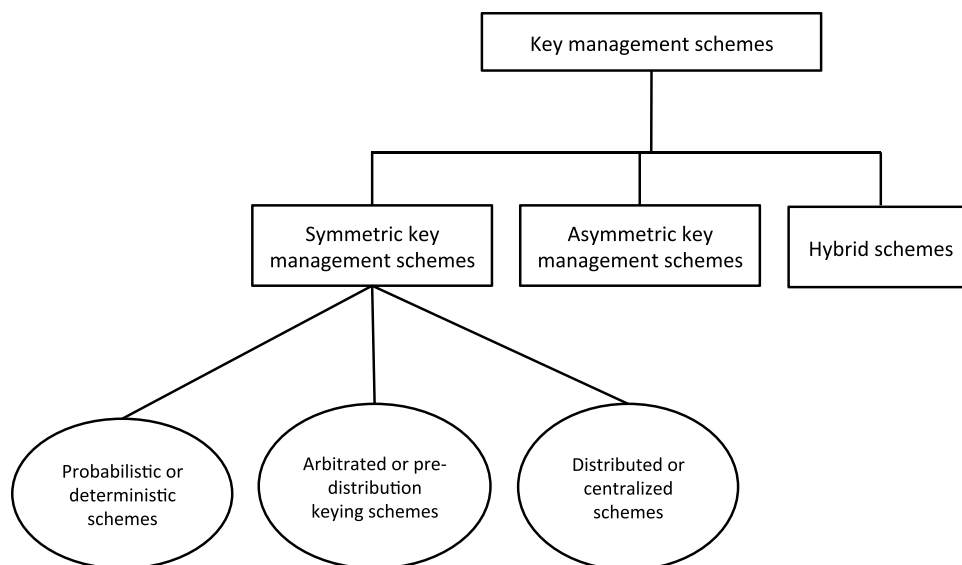 Key management schemes
Symmetric key
management schemes
Asymmetric key
management schemes
Hybrid schemes
Probabilistic or
deterministic
schemes
Arbitrated or pre-
distribution
keying schemes
Distributed or
centralized
schemes